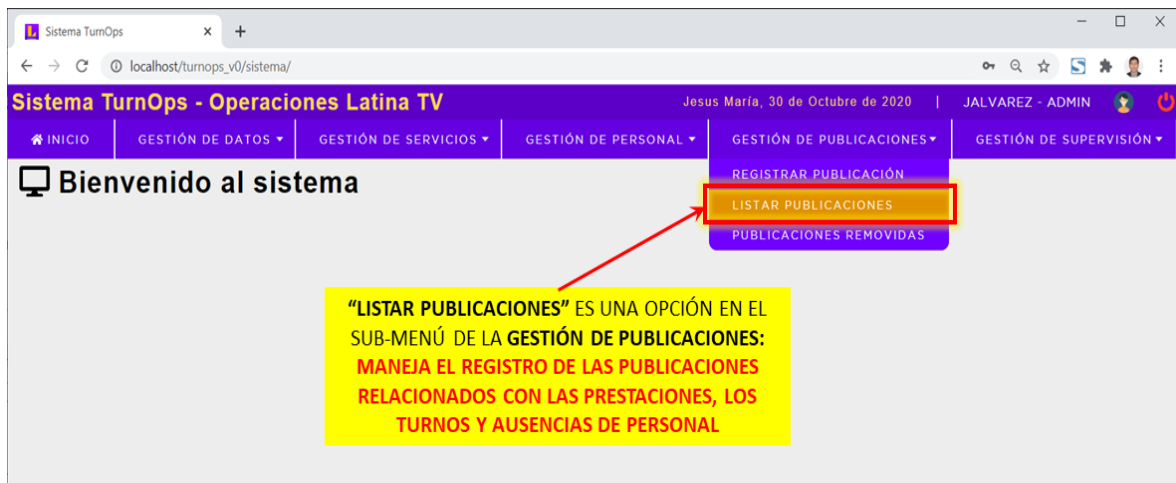 Sistema TurnOps
localhost/turnops_v0/sistema/
Sistema TurnOps - Operaciones Latina TV
Jesus María, 30 de Octubre de 2020 | JALVAREZ - ADMIN
INICIO
GESTIÓN DE DATOS
GESTIÓN DE SERVICIOS
GESTIÓN DE PERSONAL
GESTIÓN DE PUBLICACIONES
GESTIÓN DE SUPERVISIÓN
Bienvenido al sistema
REGISTRAR PUBLICACIÓN
LISTAR PUBLICACIONES
PUBLICACIONES REMOVIDAS
“LISTAR PUBLICACIONES” ES UNA OPCIÓN EN EL
SUB-MENÚ DE LA GESTIÓN DE PUBLICACIONES:
MANEJA EL REGISTRO DE LAS PUBLICACIONES
RELACIONADOS CON LAS PRESTACIONES, LOS
TURNOS Y AUSENCIAS DE PERSONAL